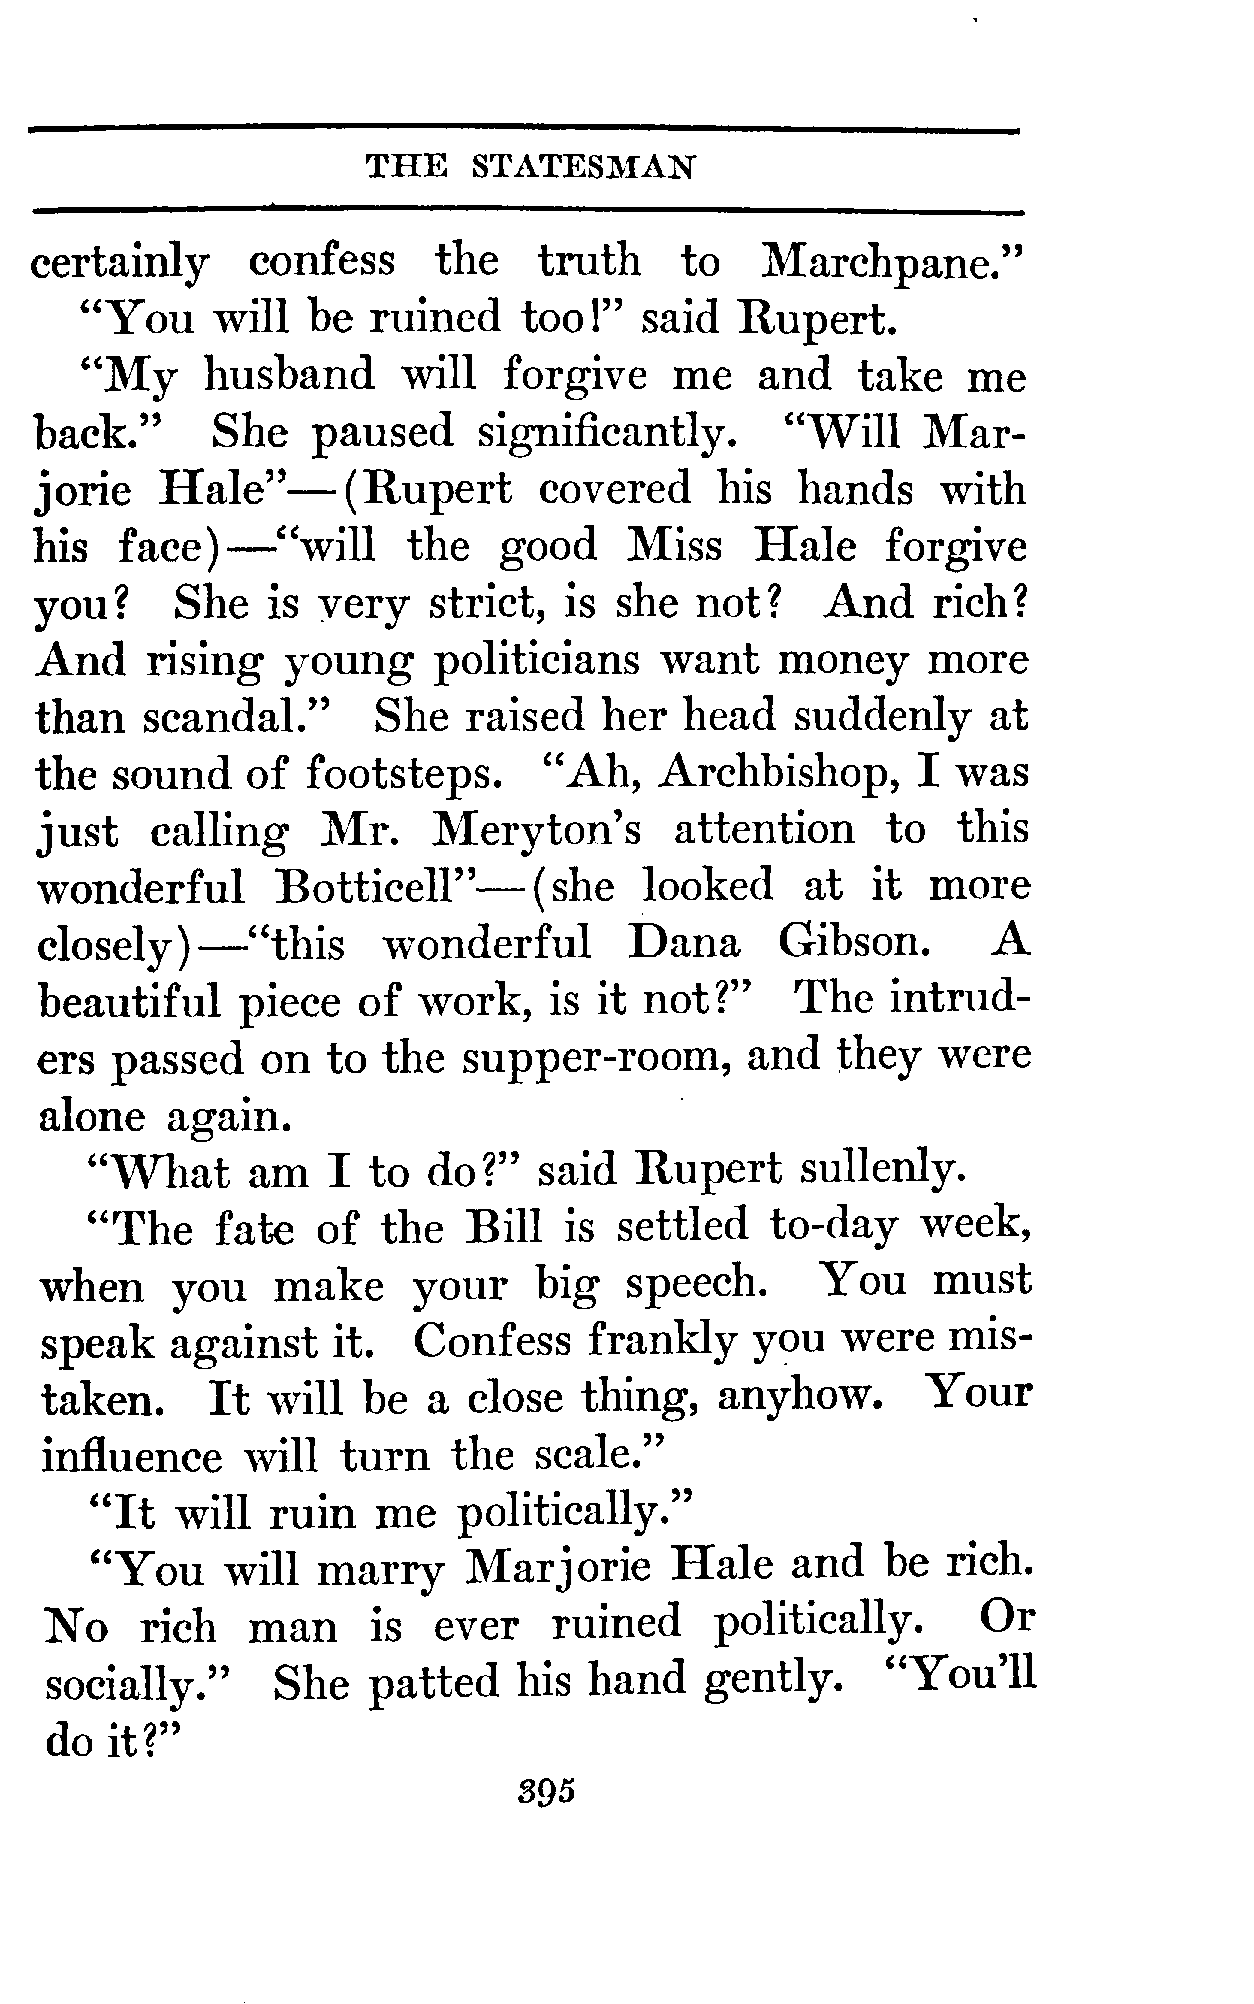 THE STATESMAN
certainly confess the truth to Marchpane."
"You will be ruined too!" said Rupert.
"My husband will forgive me and take me
back." She paused significantly. "Will Mar-
jorie Hale"—(Rupert covered his hands with
his face)—"will the good Miss Hale forgive
you? She is very strict, is she not? And rich?
And rising young politicians want money more
than scandal." She raised her head suddenly at
the sound of footsteps. "Ah, Archbishop, I was
just calling Mr. Meryton's attention to this
wonderful Botticell"—(she looked at it more
closely)—"this wonderful Dana Gibson. A
beautiful piece of work, is it not?" The intrud-
ers passed on to the supper-room, and they were
alone again.
"What am I to do?" said Rupert sullenly.
"The fate of the Bill is settled to-day week,
when you make your big speech. You must
speak against it. Confess frankly you were mis-
taken. It will be a close thing, anyhow. Your
influence will turn the scale."
"It will ruin me politically."
"You will marry Marjorie Hale and be rich.
No rich man is ever ruined politically. Or
socially." She patted his hand gently. "You'll
do it?"
395